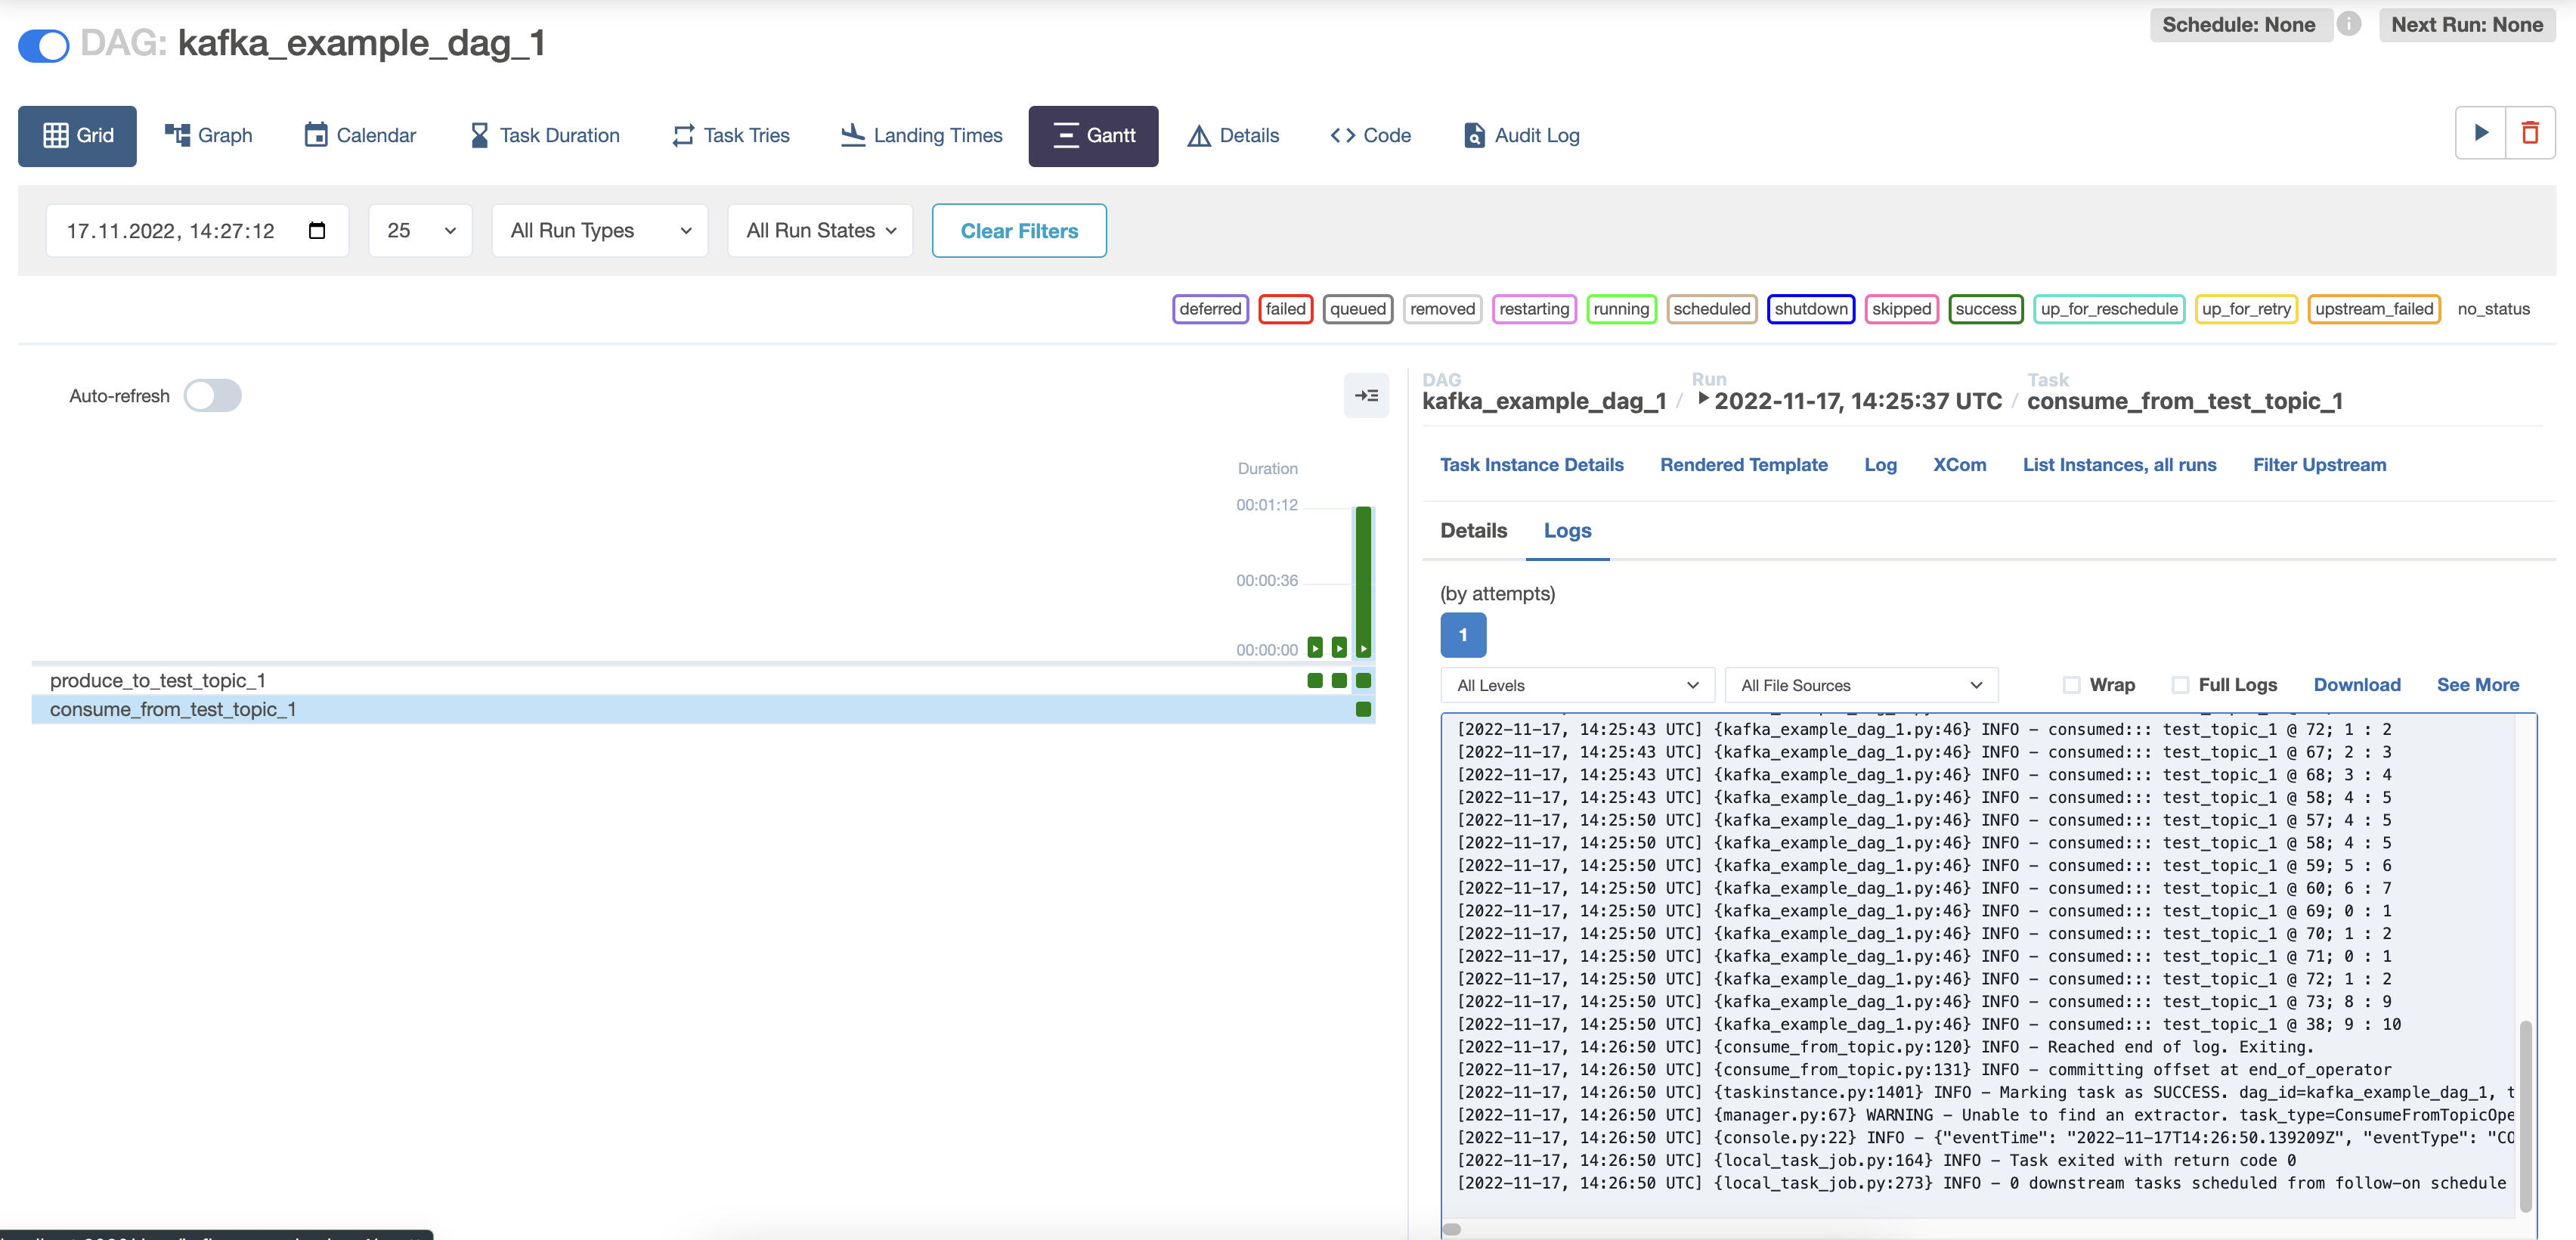 DAG: kafka_example_dag_1
Schedule: None
Next Run: None
Grid
Graph
Calendar
Task Duration
Task Tries
Landing Times
Gantt
Details
Code
Audit Log
17.11.2022, 14:27:12
25
All Run Types
All Run States
Clear Filters
deferred
failed
queued
removed
restarting
running
scheduled
shutdown
skipped
success
up_for_reschedule
up_for_retry
upstream_failed
no_status
Auto-refresh
Duration
00:01:12
00:00:36
00:00:00
produce_to_test_topic_1
consume_from_test_topic_1
DAG
kafka_example_dag_1 /
Run
2022-11-17, 14:25:37 UTC /
Task
consume_from_test_topic_1
Task Instance Details
Rendered Template
Log
XCom
List Instances, all runs
Filter Upstream
Details
Logs
(by attempts)
1
All Levels
All File Sources
Wrap
Full Logs
Download
See More
[2022-11-17, 14:25:43 UTC] {kafka_example_dag_1.py:46} INFO - consumed::: test_topic_1 @ 72; 1 : 2
[2022-11-17, 14:25:43 UTC] {kafka_example_dag_1.py:46} INFO - consumed::: test_topic_1 @ 67; 2 : 3
[2022-11-17, 14:25:43 UTC] {kafka_example_dag_1.py:46} INFO - consumed::: test_topic_1 @ 68; 3 : 4
[2022-11-17, 14:25:43 UTC] {kafka_example_dag_1.py:46} INFO - consumed::: test_topic_1 @ 58; 4 : 5
[2022-11-17, 14:25:50 UTC] {kafka_example_dag_1.py:46} INFO - consumed::: test_topic_1 @ 57; 4 : 5
[2022-11-17, 14:25:50 UTC] {kafka_example_dag_1.py:46} INFO - consumed::: test_topic_1 @ 58; 4 : 5
[2022-11-17, 14:25:50 UTC] {kafka_example_dag_1.py:46} INFO - consumed::: test_topic_1 @ 59; 5 : 6
[2022-11-17, 14:25:50 UTC] {kafka_example_dag_1.py:46} INFO - consumed::: test_topic_1 @ 60; 6 : 7
[2022-11-17, 14:25:50 UTC] {kafka_example_dag_1.py:46} INFO - consumed::: test_topic_1 @ 69; 0 : 1
[2022-11-17, 14:25:50 UTC] {kafka_example_dag_1.py:46} INFO - consumed::: test_topic_1 @ 70; 1 : 2
[2022-11-17, 14:25:50 UTC] {kafka_example_dag_1.py:46} INFO - consumed::: test_topic_1 @ 71; 0 : 1
[2022-11-17, 14:25:50 UTC] {kafka_example_dag_1.py:46} INFO - consumed::: test_topic_1 @ 72; 1 : 2
[2022-11-17, 14:25:50 UTC] {kafka_example_dag_1.py:46} INFO - consumed::: test_topic_1 @ 73; 8 : 9
[2022-11-17, 14:25:50 UTC] {kafka_example_dag_1.py:46} INFO - consumed::: test_topic_1 @ 38; 9 : 10
[2022-11-17, 14:26:50 UTC] {consume_from_topic.py:120} INFO - Reached end of log. Exiting.
[2022-11-17, 14:26:50 UTC] {consume_from_topic.py:131} INFO - committing offset at end_of_operator
[2022-11-17, 14:26:50 UTC] {taskinstance.py:1401} INFO - Marking task as SUCCESS. dag_id=kafka_example_dag_1, t
[2022-11-17, 14:26:50 UTC] {manager.py:67} WARNING - Unable to find an extractor. task_type=ConsumeFromTopicOpe
[2022-11-17, 14:26:50 UTC] {console.py:22} INFO - {"eventTime": "2022-11-17T14:26:50.139209Z", "eventType": "CO
[2022-11-17, 14:26:50 UTC] {local_task_job.py:164} INFO - Task exited with return code 0
[2022-11-17, 14:26:50 UTC] {local_task_job.py:273} INFO - 0 downstream tasks scheduled from follow-on schedule